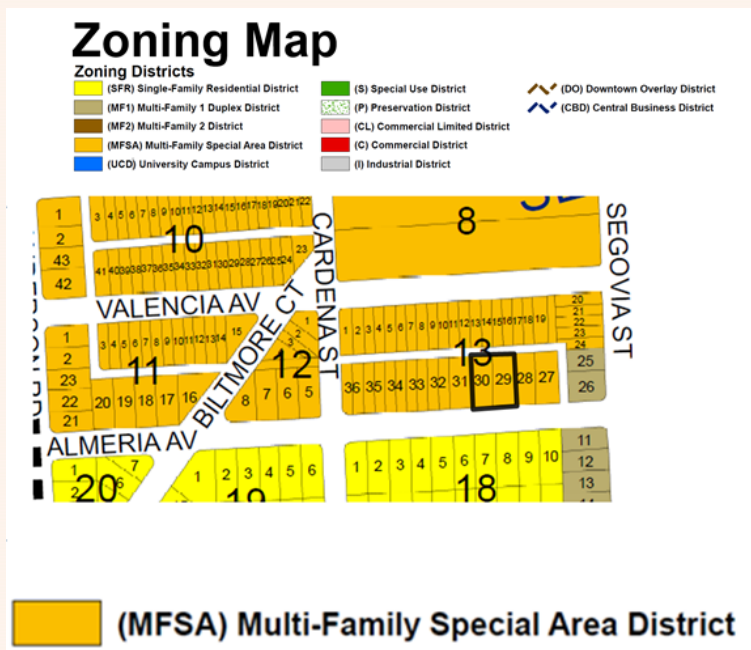 Zoning Map
Zoning Districts
(SFR) Single-Family Residential District
(MF1) Multi-Family 1 Duplex District
(MF2) Multi-Family 2 District
(MFSA) Multi-Family Special Area District
(UCD) University Campus District
(S) Special Use District
(P) Preservation District
(CL) Commercial Limited District
(C) Commercial District
(I) Industrial District
(DO) Downtown Overlay District
(CBD) Central Business District
1
2
43
42
3 4 5 6 7 8 9 10 11 12 13 14 15 16 17 18 19 20 21 22
10
41 40 39 38 37 36 35 34 33 32 31 30 29 28 27 26 25 24
23
CARDENA ST
8
SEGOVIA ST
VALENCIA AV
BILTMORE CT
1
2
23
22
21
3 4 5 6 7 8 9 10 11 12 13 14 15
11
20 19 18 17 16
1
2
3
12
8 7 6 5
1 2 3 4 5 6 7 8 9 10 11 12 13 14 15 16 17 18 19
13
20
21
22
23
24
36 35 34 33 32 31 30 29 28 27
25
26
ALMERIA AV
1
2
7
6
20
1 2 3 4 5 6
19
1 2 3 4 5 6 7 8 9 10
18
11
12
13
(MFSA) Multi-Family Special Area District